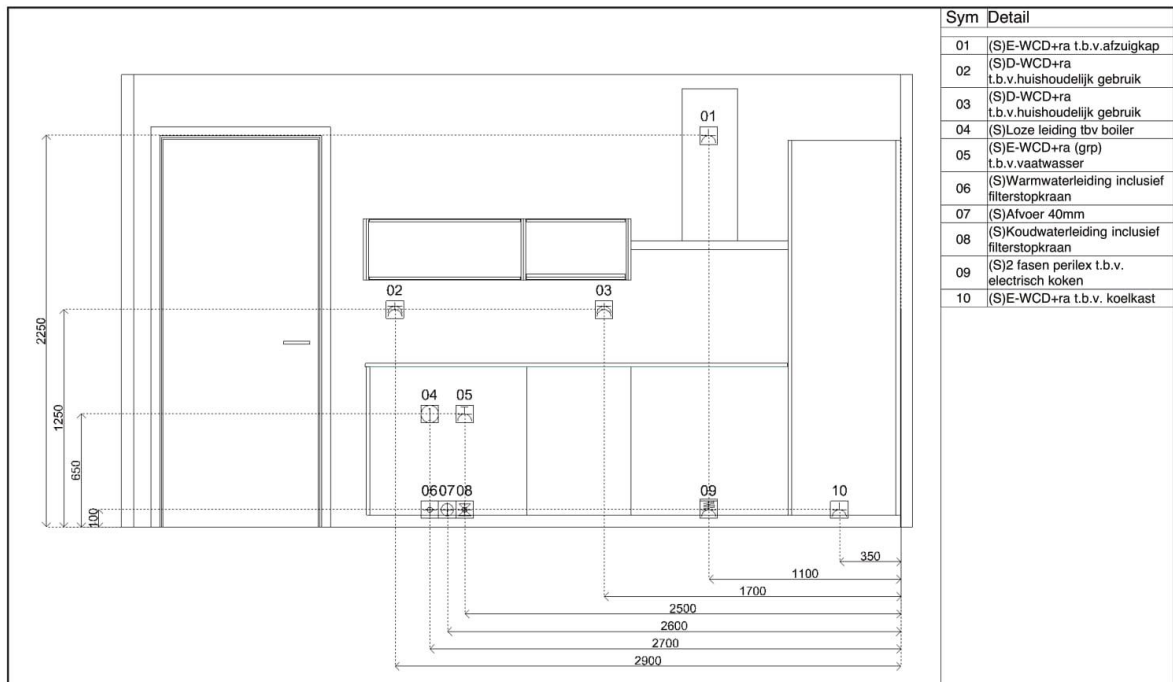 Sym Detail
01 (S)E-WCD+ra t.b.v.afzuigkap
02 (S)D-WCD+ra
t.b.v.huishoudelijk gebruik
03 (S)D-WCD+ra
t.b.v.huishoudelijk gebruik
04 (S)Loze leiding tbv boiler
05 (S)E-WCD+ra (grp)
t.b.v.vaatwasser
06 (S)Warmwaterleiding inclusief
filterstopkraan
07 (S)Afvoer 40mm
08 (S)Koudwaterleiding inclusief
filterstopkraan
09 (S)2 fasen perilex t.b.v.
electrisch koken
10 (S)E-WCD+ra t.b.v. koelkast
01
02 03
04 05
06 07 08 09 10
2250
1250
650
100
350
1100
1700
2500
2600
2700
2900